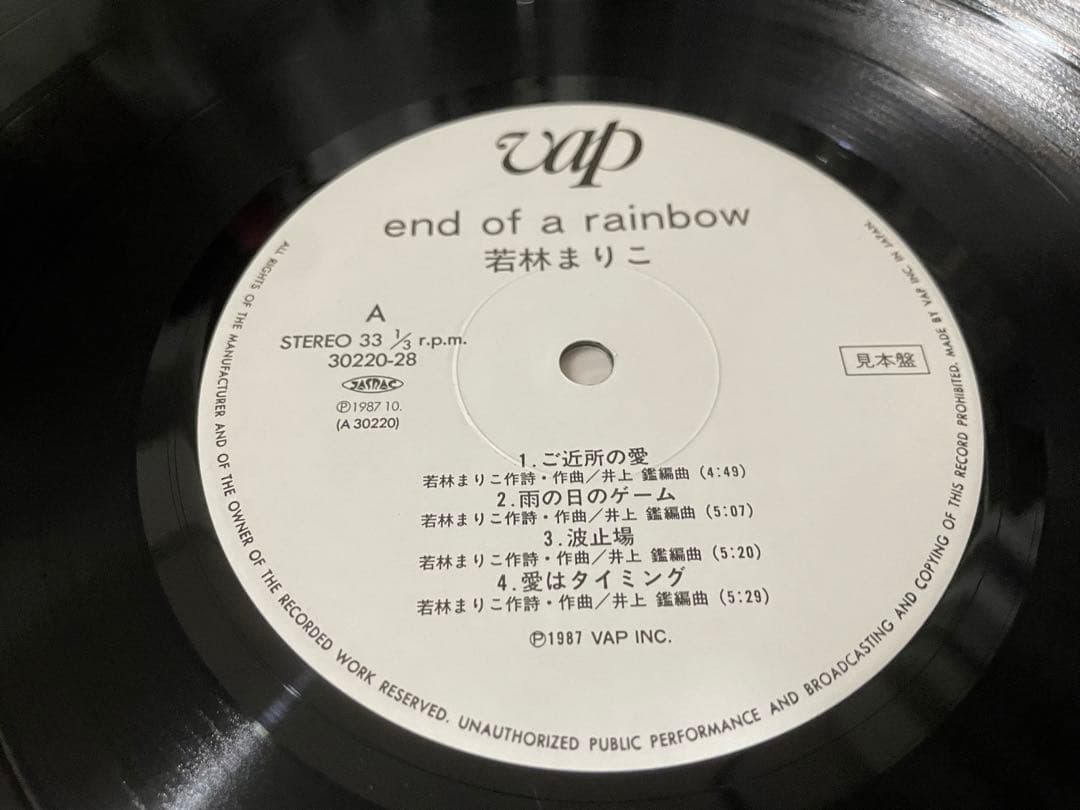 vap
end of a rainbow
若林まりこ
A
STEREO 33 1/3 r.p.m.
30220-28
JASRAC
Ⓟ1987 10.
(A 30220)
見本盤
1.ご近所の愛
若林まりこ作詩・作曲/井上 鑑編曲 (4:49)
2.雨の日のゲーム
若林まりこ作詩・作曲/井上 鑑編曲 (5:07)
3.波止場
若林まりこ作詩・作曲/井上 鑑編曲 (5:20)
4.愛はタイミング
若林まりこ作詩・作曲/井上 鑑編曲 (5:29)
Ⓟ1987 VAP INC.
ALL RIGHTS OF THE MANUFACTURER AND OF THE OWNER OF THE RECORDED WORK RESERVED. UNAUTHORIZED PUBLIC PERFORMANCE AND BROADCASTING AND COPYING OF THIS RECORD PROHIBITED. MADE BY VAP INC. IN JAPAN.